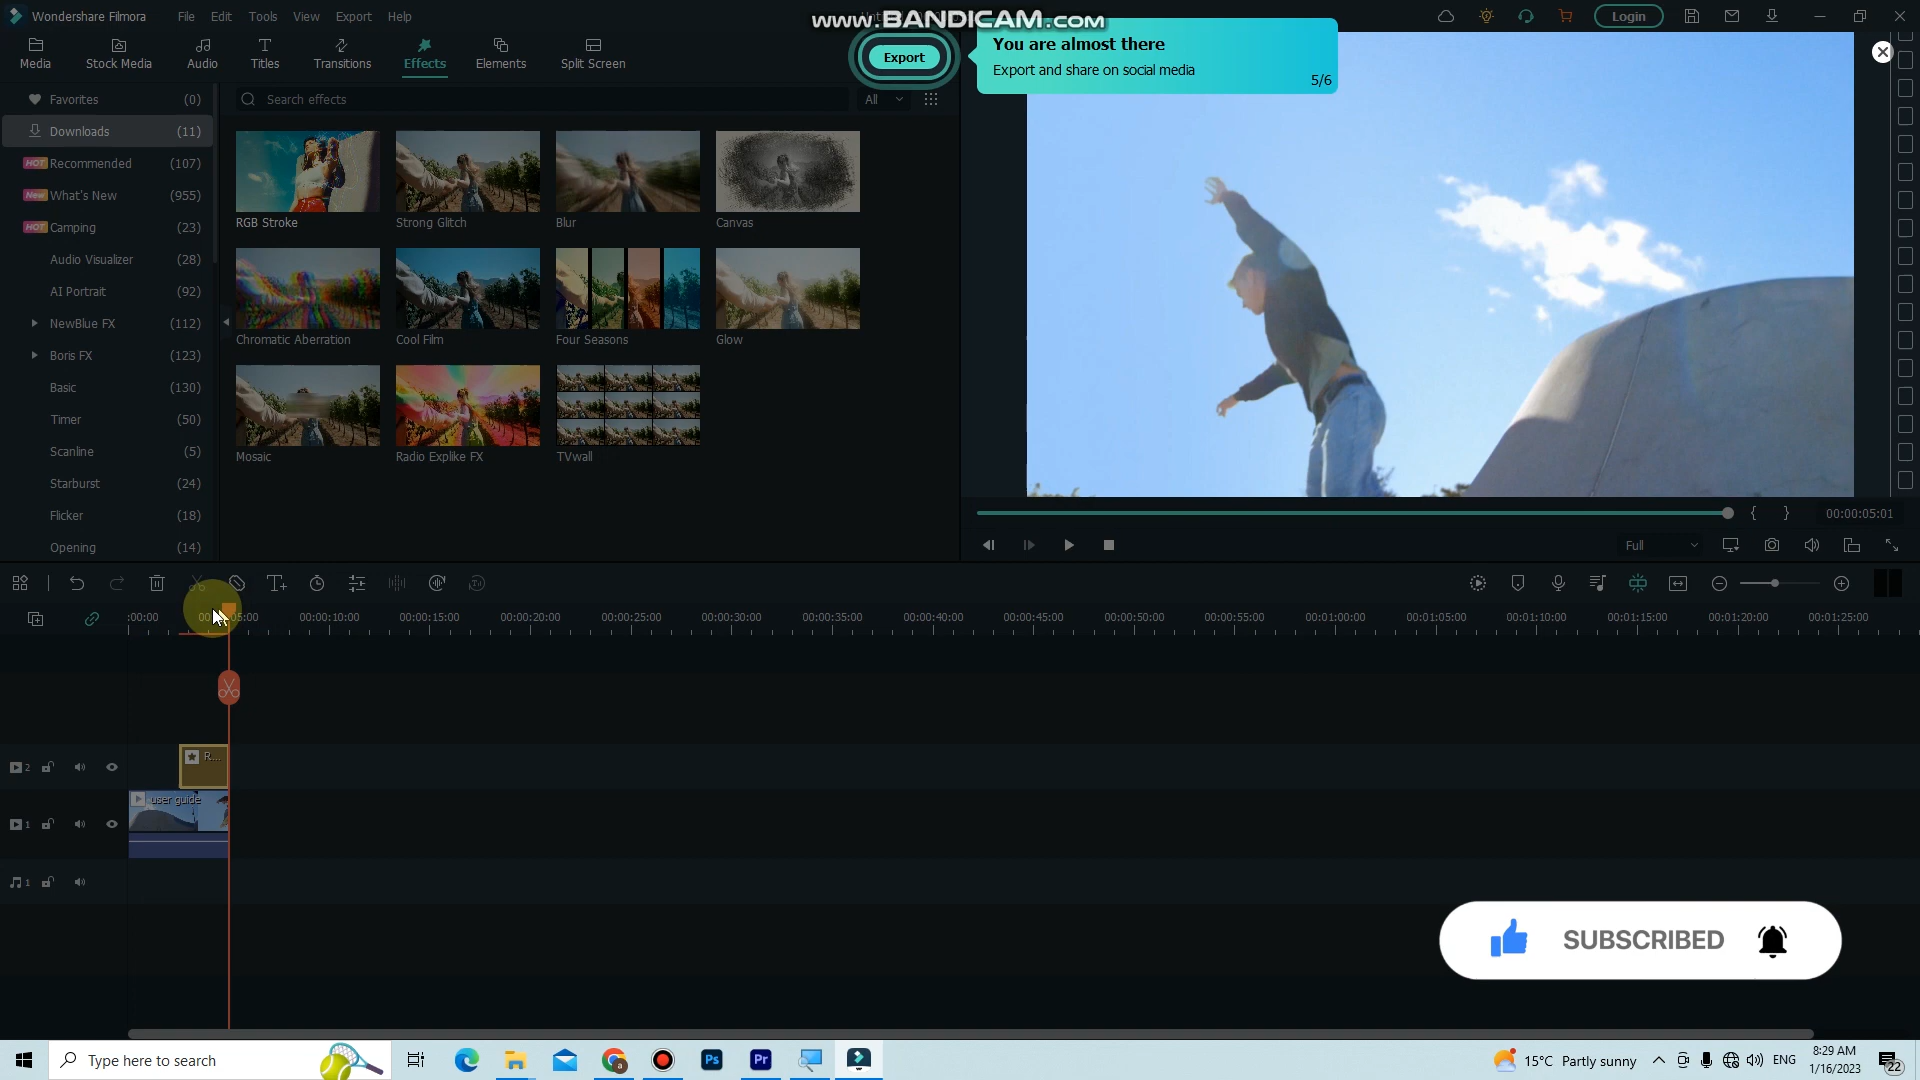 Wondershare Filmora
File
Edit
Tools
View
Export
Help
www.BANDICAM.com
Login
Media
Stock Media
Audio
Titles
Transitions
Effects
Elements
Split Screen
Export
You are almost there
Export and share on social media
5/6
Favorites (0)
Downloads (11)
HOT Recommended (107)
New What's New (955)
HOT Camping (23)
Audio Visualizer (28)
AI Portrait (92)
NewBlue FX (112)
Boris FX (123)
Basic (130)
Timer (50)
Scanline (5)
Starburst (24)
Flicker (18)
Opening (14)
Search effects
All
RGB Stroke
Strong Glitch
Blur
Canvas
Chromatic Aberration
Cool Film
Four Seasons
Glow
Mosaic
Radio Explike FX
TVwall
{ }
00:00:05:01
Full
:00:00
00:00:10:00
00:00:15:00
00:00:20:00
00:00:25:00
00:00:30:00
00:00:35:00
00:00:40:00
00:00:45:00
00:00:50:00
00:00:55:00
00:01:00:00
00:01:05:00
00:01:10:00
00:01:15:00
00:01:20:00
00:01:25:00
2
R...
user guide
1
1
SUBSCRIBED
Type here to search
Ps
Pr
15°C Partly sunny
ENG
8:29 AM
1/16/2023
22